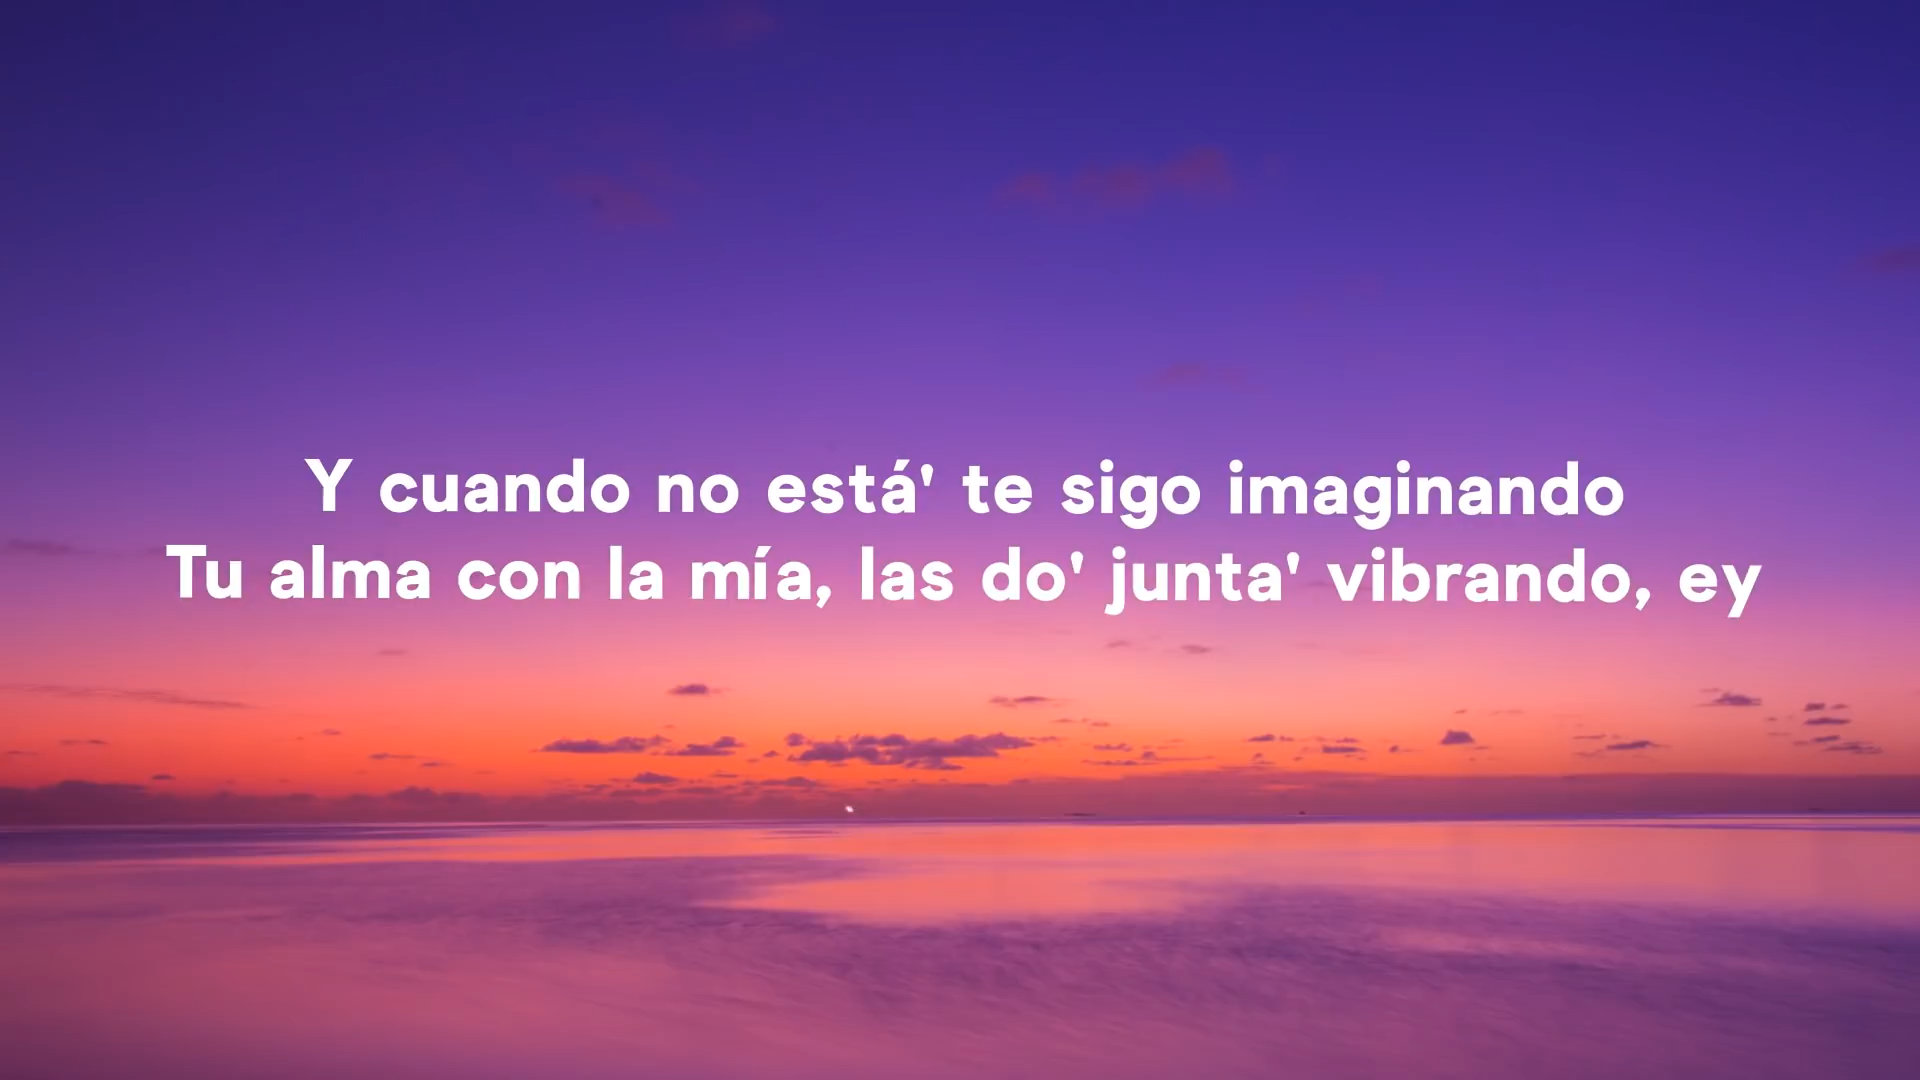 Y cuando no está' te sigo imaginando
Tu alma con la mía, las do' junta' vibrando, ey